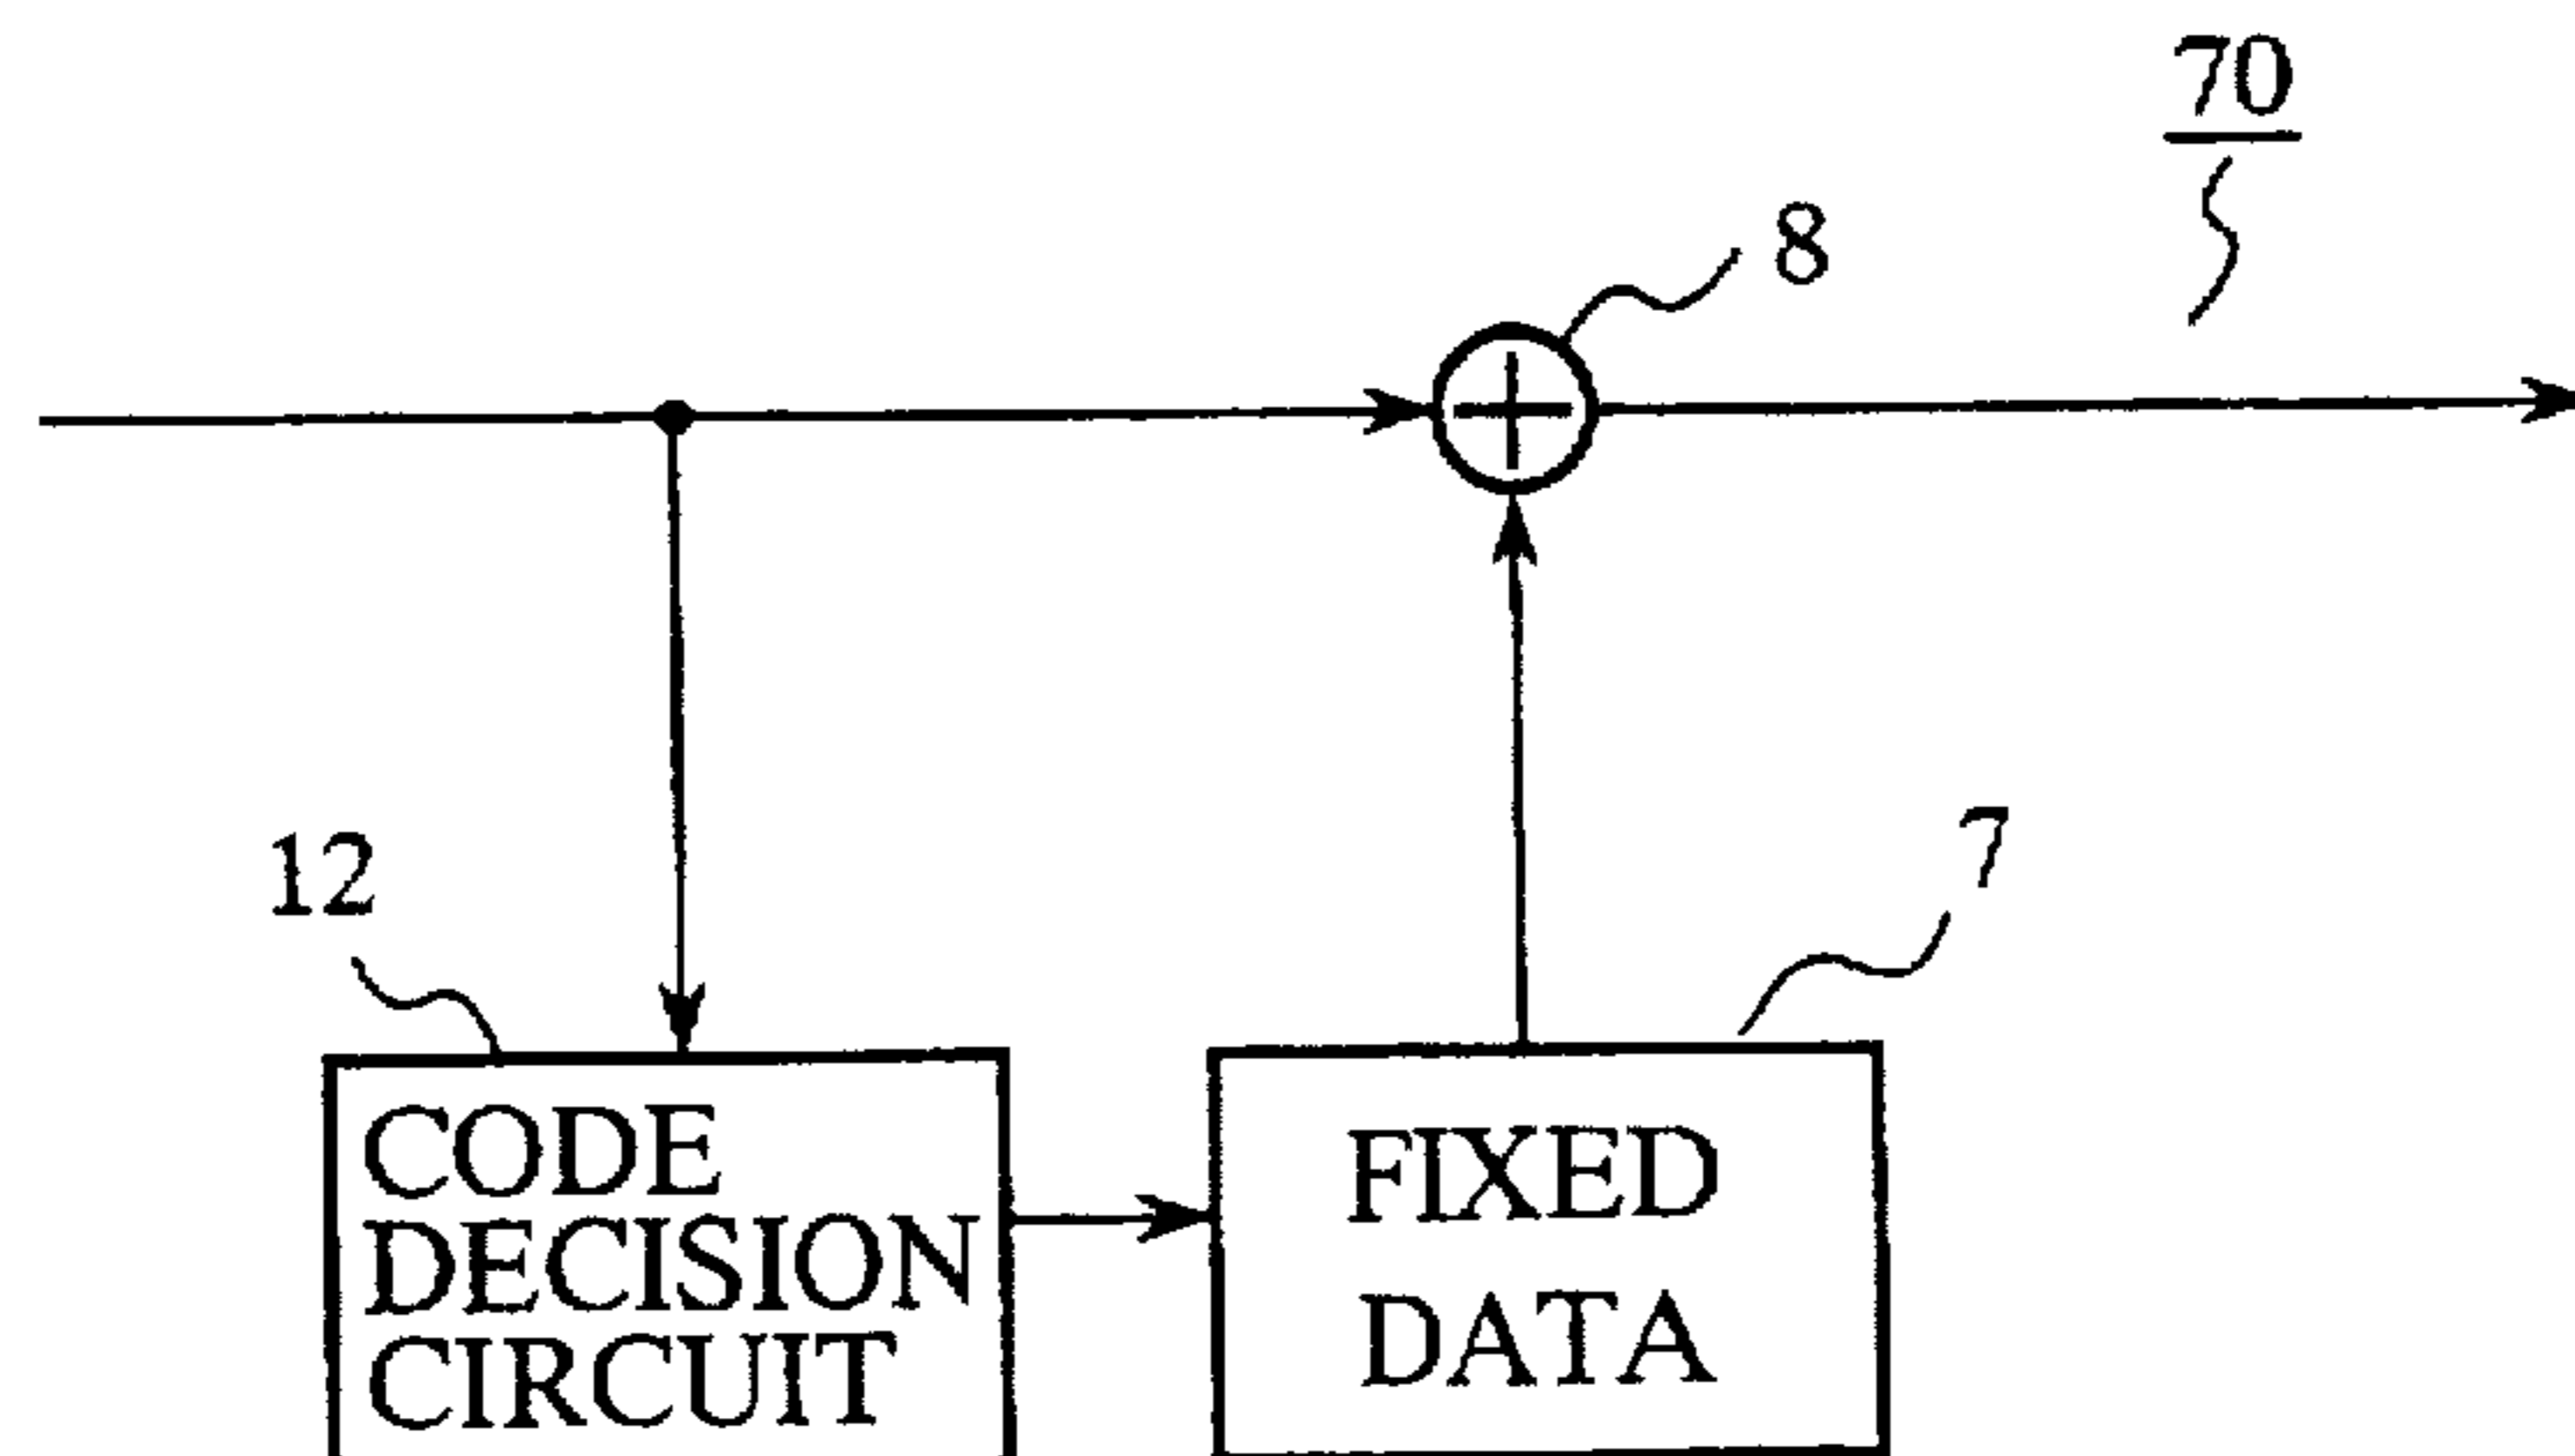 70
8
12
7
CODE
DECISION
CIRCUIT
FIXED
DATA